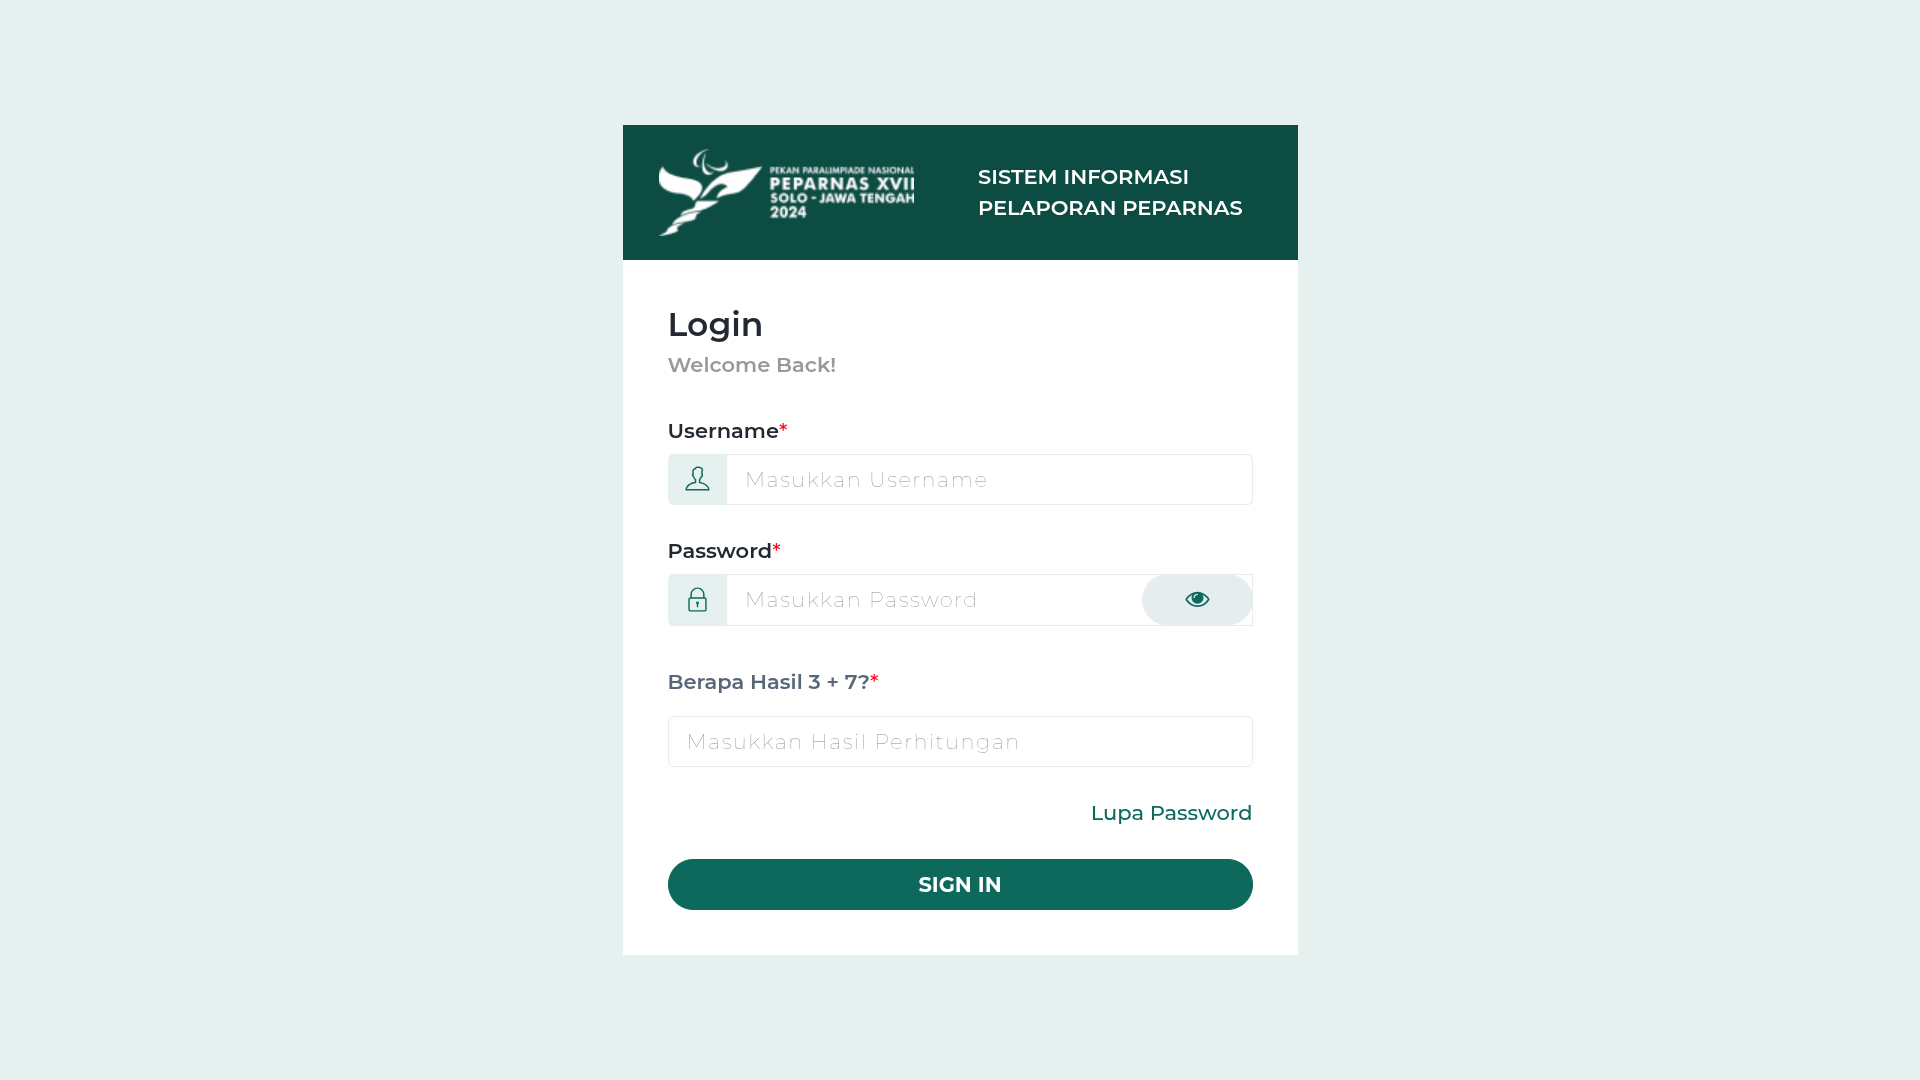 PEKAN PARALIMPIADE NASIONAL
PEPARNAS XVII
SOLO - JAWA TENGAH
2024
SISTEM INFORMASI
PELAPORAN PEPARNAS
Login
Welcome Back!
Username*
Masukkan Username
Password*
Masukkan Password
Berapa Hasil 3 + 7?*
Masukkan Hasil Perhitungan
Lupa Password
SIGN IN